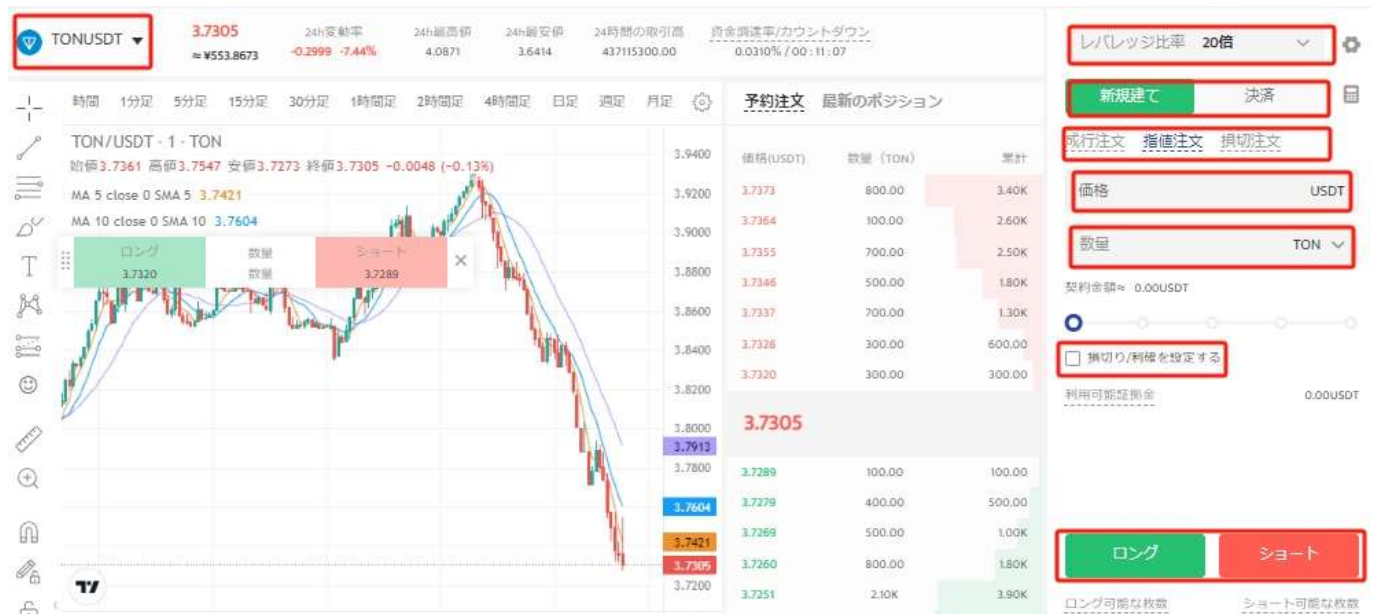 TONUSDT
3.7305
≈ ¥553.8673
24h変動率
-0.2999 -7.44%
24h最高値
4.0871
24h最安値
3.6414
24時間の取引高
437115300.00
資金調達率/カウントダウン
0.0310% / 00 : 11 : 07
時間 1分足 5分足 15分足 30分足 1時間足 2時間足 4時間足 日足 週足 月足
TON/USDT · 1 · TON
始値3.7361 高値3.7547 安値3.7273 終値3.7305 -0.0048 (-0.13%)
MA 5 close 0 SMA 5 3.7421
MA 10 close 0 SMA 10 3.7604
ロング
3.7320
数量
数量
ショート
3.7289
3.9400
3.9200
3.9000
3.8800
3.8600
3.8400
3.8200
3.8000
3.7913
3.7800
3.7604
3.7421
3.7305
3.7200
予約注文 最新のポジション
価格(USDT) 数量 (TON) 累計
3.7373 800.00 3.40K
3.7364 100.00 2.60K
3.7355 700.00 2.50K
3.7346 500.00 1.80K
3.7337 700.00 1.30K
3.7328 300.00 600.00
3.7320 300.00 300.00
3.7305
3.7289 100.00 100.00
3.7279 400.00 500.00
3.7269 500.00 1.00K
3.7260 800.00 1.80K
3.7251 2.10K 3.90K
レバレッジ比率 20倍
新規建て 決済
成行注文 指値注文 損切注文
価格 USDT
数量 TON
契約金額≈ 0.00USDT
損切り/利確を設定する
利用可能証拠金 0.00USDT
ロング ショート
ロング可能な枚数 ショート可能な枚数